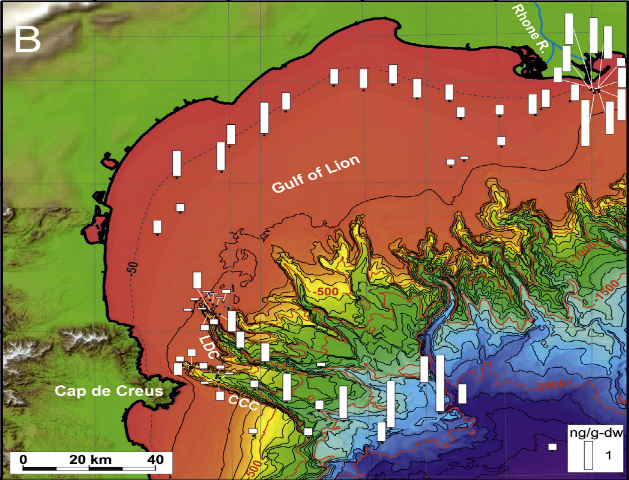 B
Rhone R.
Gulf of Lion
-50
-500
-1000
-1500
-2000
LDC
Cap de Creus
CCC
-500
ng/g-dw
1
0 20 km 40